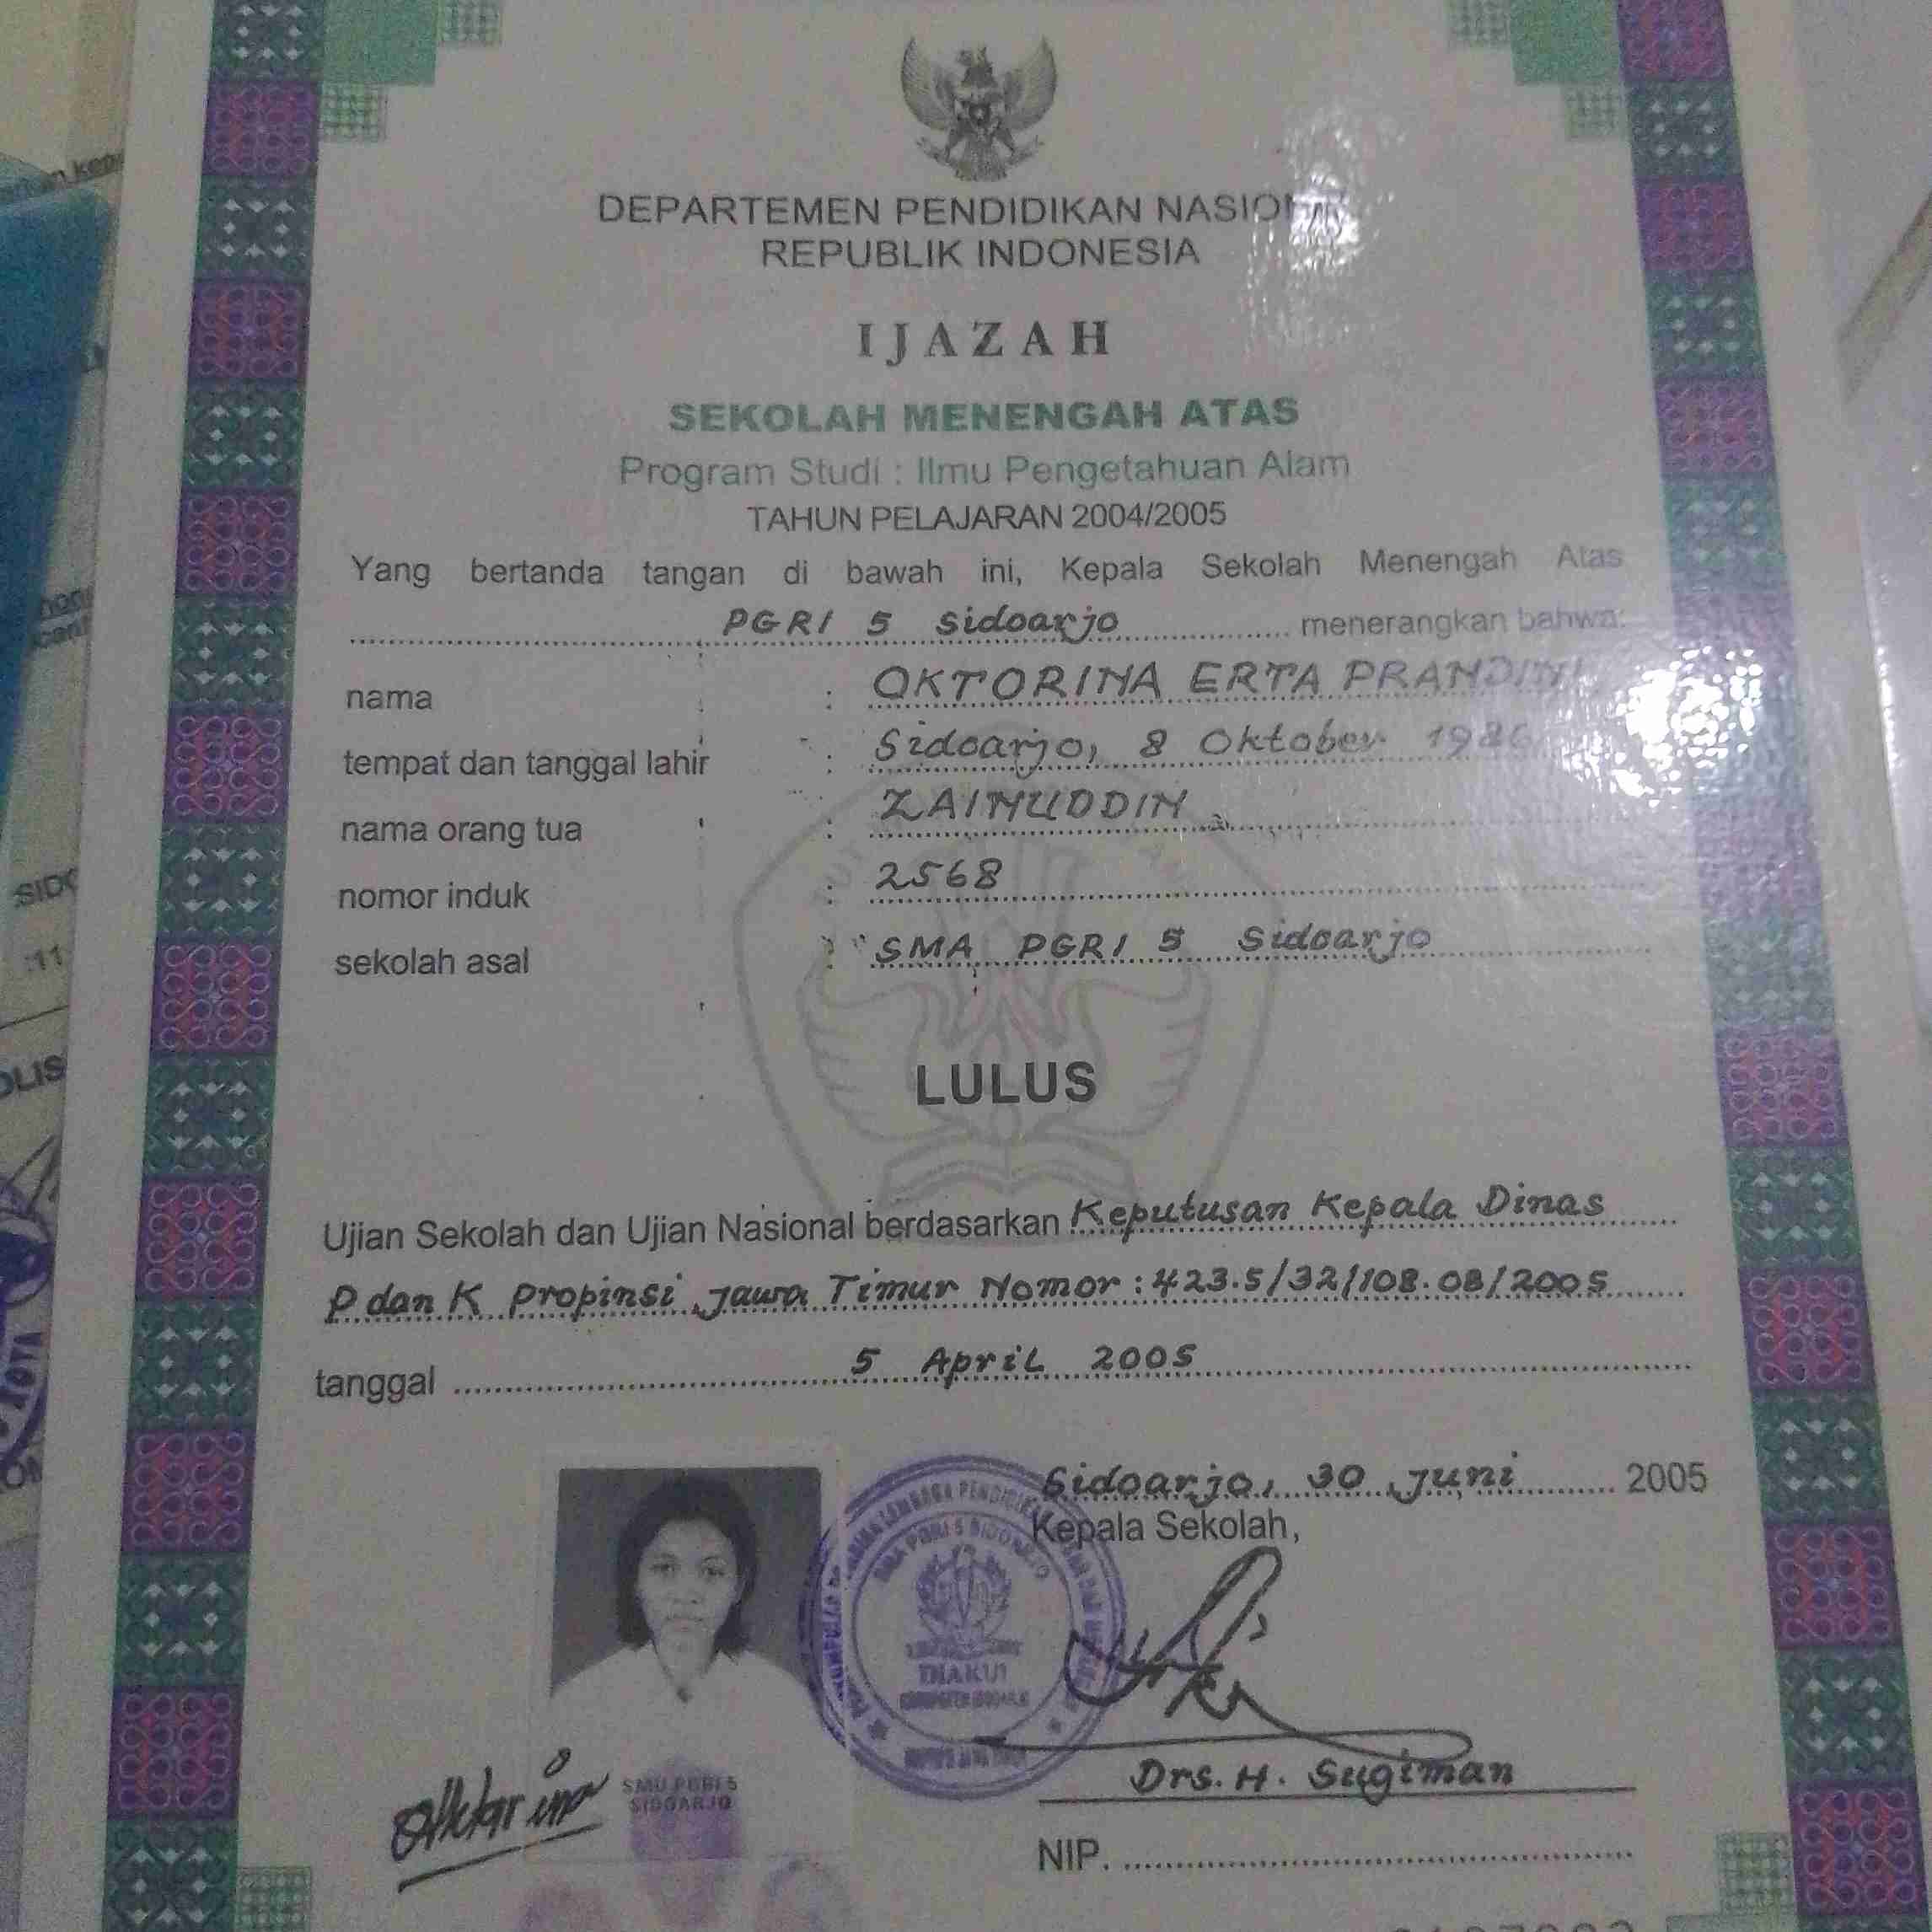 DEPARTEMEN PENDIDIKAN NASIONAL
REPUBLIK INDONESIA
IJAZAH
SEKOLAH MENENGAH ATAS
Program Studi : Ilmu Pengetahuan Alam
TAHUN PELAJARAN 2004/2005
Yang bertanda tangan di bawah ini, Kepala Sekolah Menengah Atas
PGRI 5 Sidoarjo menerangkan bahwa:
nama : OKTORINA ERTA PRANDINI
tempat dan tanggal lahir : Sidoarjo, 8 Oktober 1986
nama orang tua : ZAINUDDIN
nomor induk : 2568
sekolah asal : SMA PGRI 5 Sidoarjo
LULUS
Ujian Sekolah dan Ujian Nasional berdasarkan Keputusan Kepala Dinas
P dan K Propinsi Jawa Timur Nomor : 423.5/32/108.08/2005
tanggal 5 April 2005
Sidoarjo, 30 Juni 2005
Kepala Sekolah,
SMA PGRI 5 SIDOARJO
Drs. H. Sugiman
SMU PGRI 5
SIDOARJO
NIP.